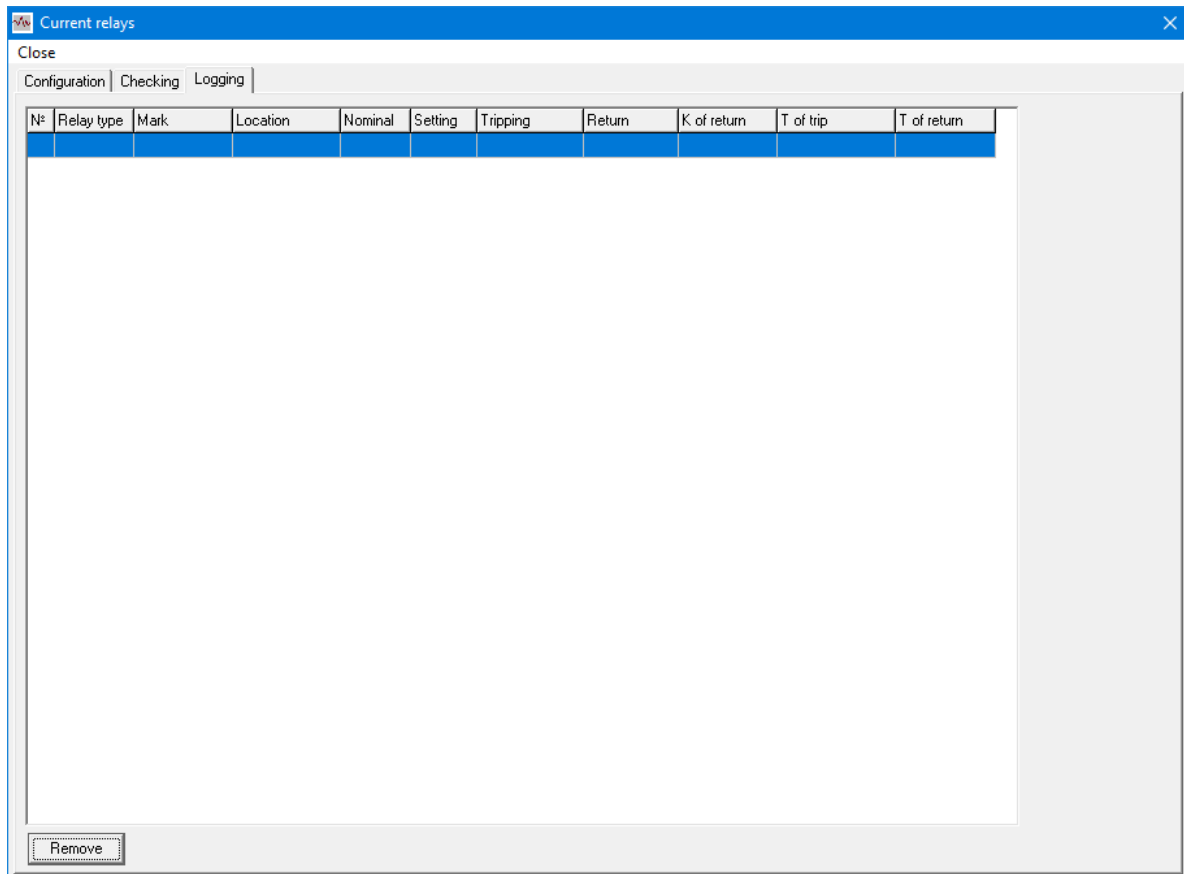 Current relays
Close
Configuration Checking Logging
№ Relay type Mark Location Nominal Setting Tripping Return K of return T of trip T of return
Remove